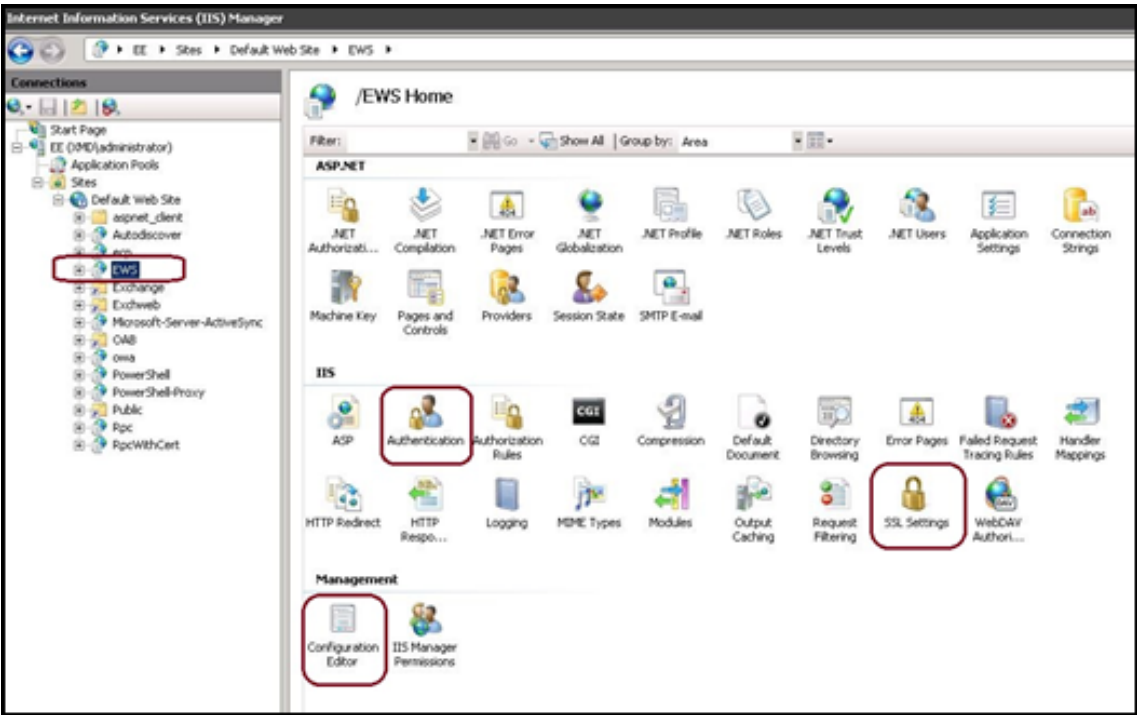 Internet Information Services (IIS) Manager
EE Sites Default Web Site EWS
Connections
Start Page
EE (XMD\administrator)
Application Pools
Sites
Default Web Site
aspnet_client
Autodiscover
ecp
EWS
Exchange
Exchweb
Microsoft-Server-ActiveSync
OAB
owa
PowerShell
PowerShell-Proxy
Public
Rpc
RpcWithCert
/EWS Home
Filter: Go Show All Group by: Area
ASP.NET
.NET Authorizati...
.NET Compilation
.NET Error Pages
.NET Globalization
.NET Profile
.NET Roles
.NET Trust Levels
.NET Users
Application Settings
Connection Strings
Machine Key
Pages and Controls
Providers
Session State
SMTP E-mail
IIS
ASP
Authentication
Authorization Rules
CGI
Compression
Default Document
Directory Browsing
Error Pages
Failed Request Tracing Rules
Handler Mappings
HTTP Redirect
HTTP Respo...
Logging
MIME Types
Modules
Output Caching
Request Filtering
SSL Settings
WebDAV Authori...
Management
Configuration Editor
IIS Manager Permissions